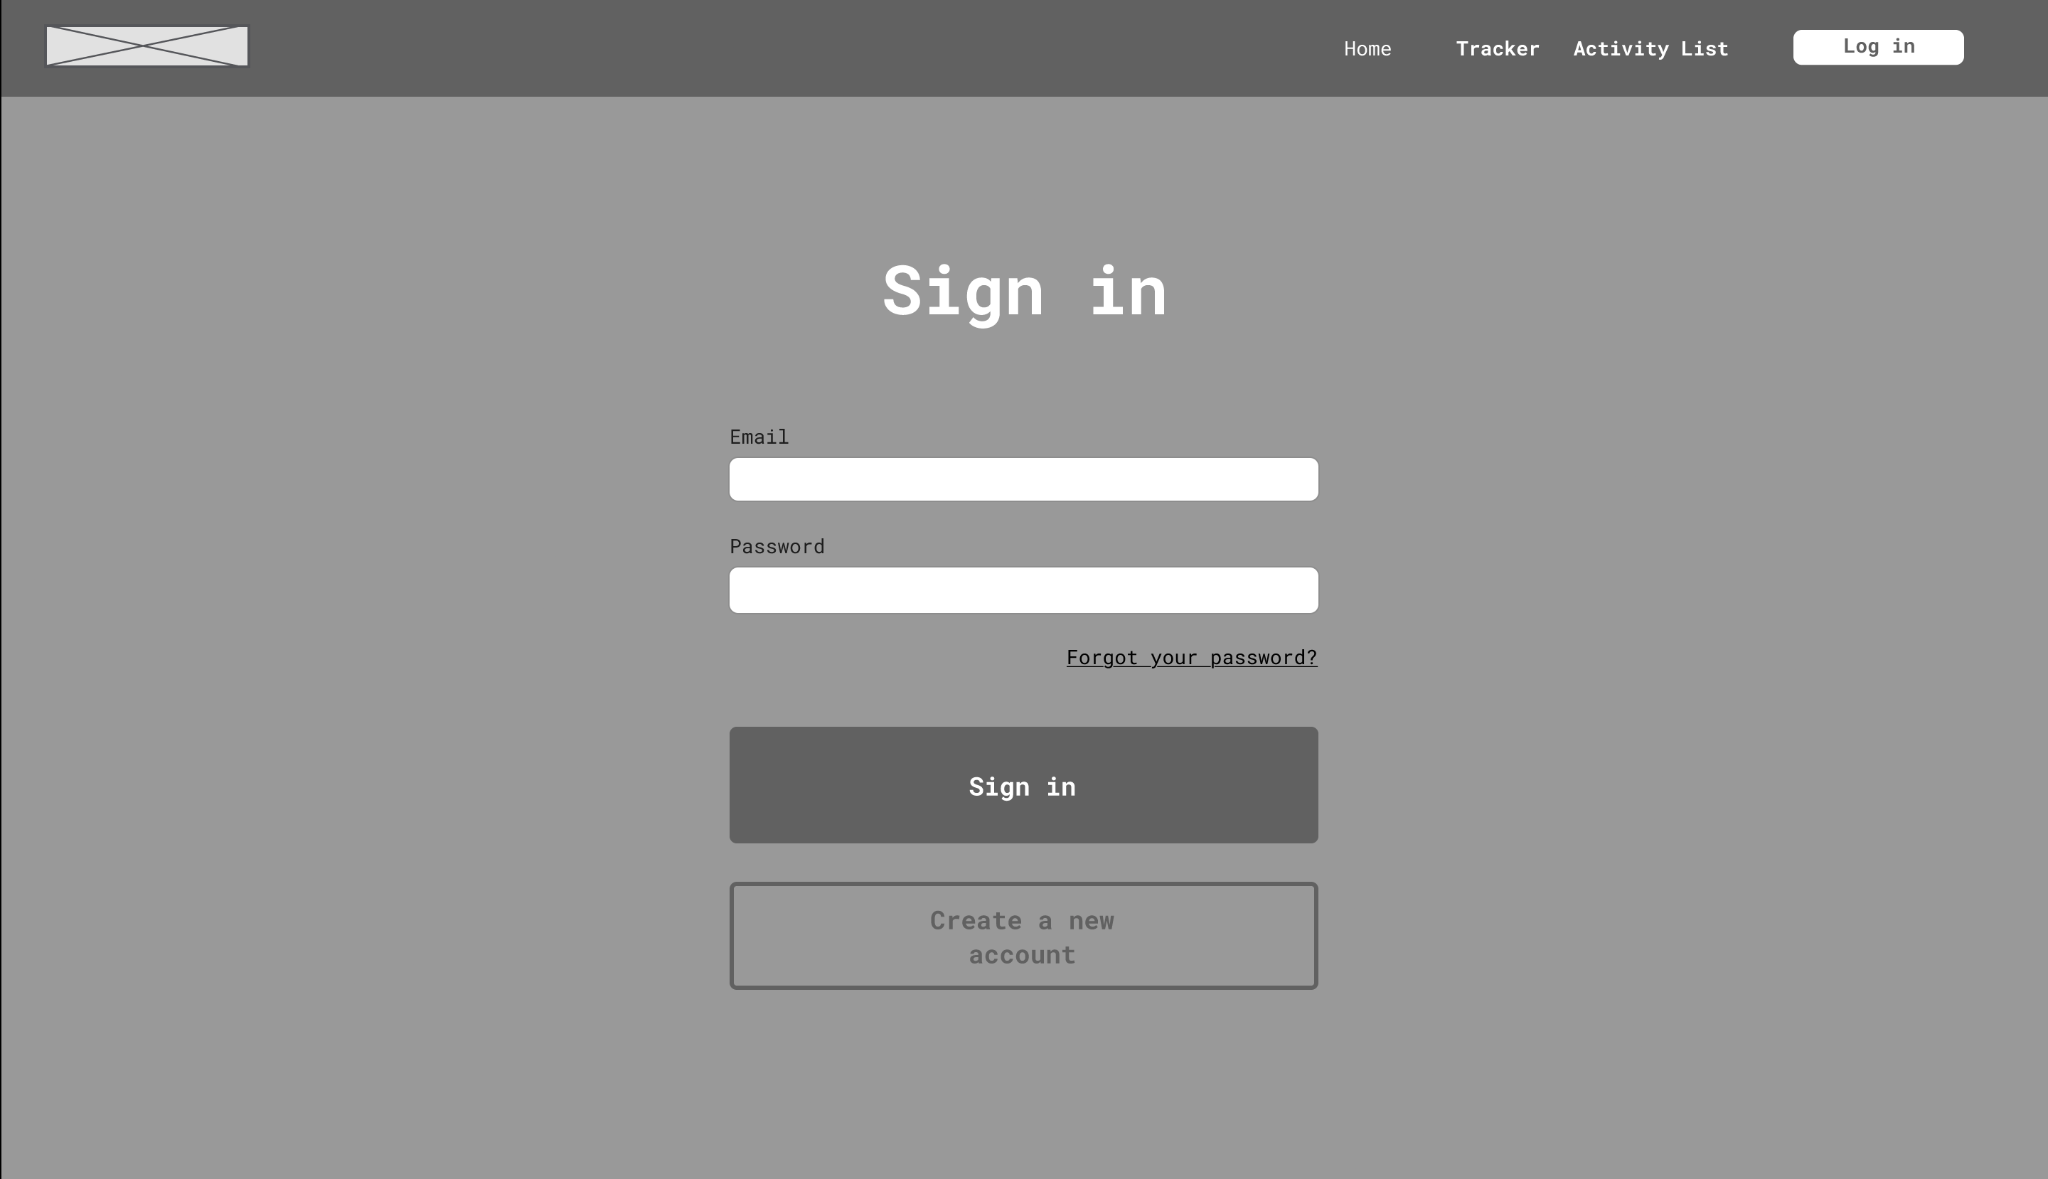 Home Tracker Activity List Log in
Sign in
Email
Password
Forgot your password?
Sign in
Create a new
account